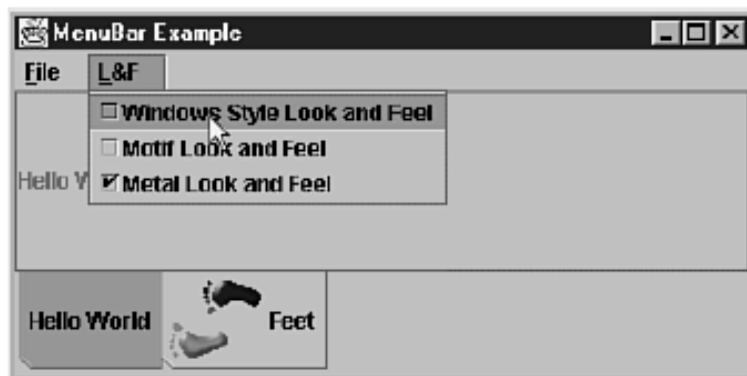 MenuBar Example
File L&F
Windows Style Look and Feel
Motif Look and Feel
Hello
Metal Look and Feel
Hello World Feet